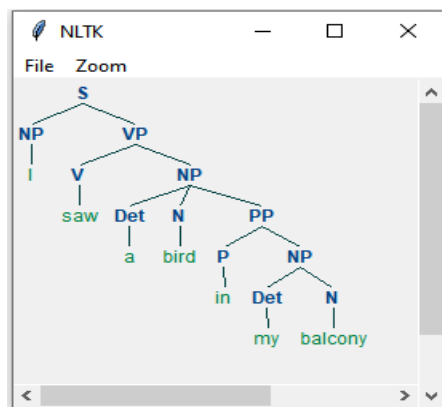 NLTK
File Zoom
S
NP VP
I V NP
saw Det N PP
a bird P NP
in Det N
my balcony